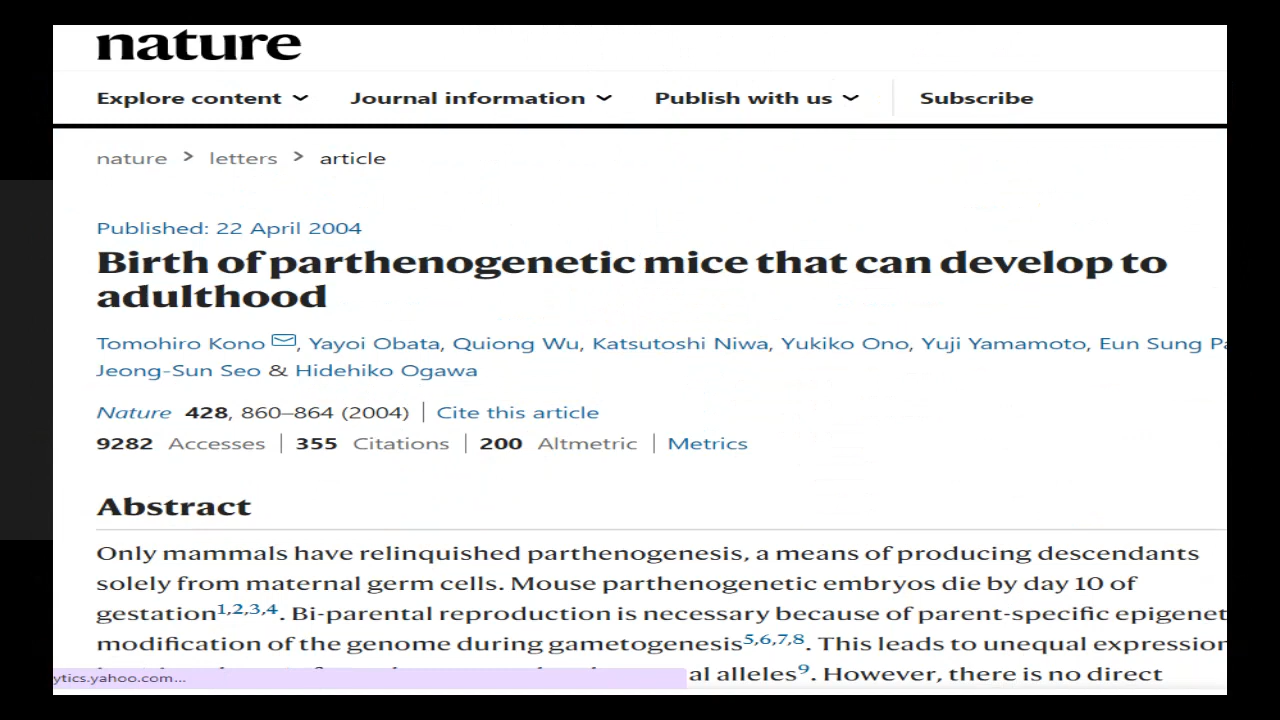 nature
Explore content Journal information Publish with us Subscribe
nature > letters > article
Published: 22 April 2004
Birth of parthenogenetic mice that can develop to
adulthood
Tomohiro Kono, Yayoi Obata, Quiong Wu, Katsutoshi Niwa, Yukiko Ono, Yuji Yamamoto, Eun Sung
Jeong-Sun Seo & Hidehiko Ogawa
Nature 428, 860–864 (2004) | Cite this article
9282 Accesses | 355 Citations | 200 Altmetric | Metrics
Abstract
Only mammals have relinquished parthenogenesis, a means of producing descendants
solely from maternal germ cells. Mouse parthenogenetic embryos die by day 10 of
gestation1,2,3,4. Bi-parental reproduction is necessary because of parent-specific epigenet
modification of the genome during gametogenesis5,6,7,8. This leads to unequal expression
al alleles9. However, there is no direct
ytics.yahoo.com...